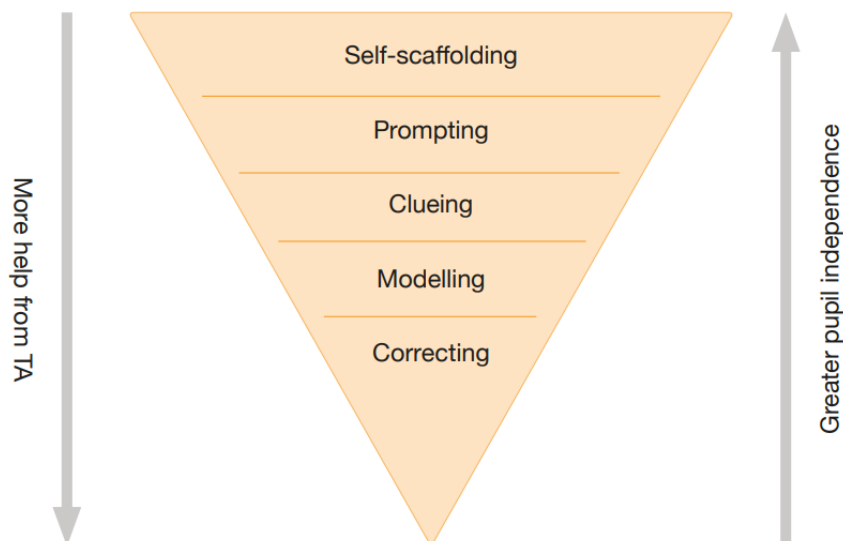 Self-scaffolding
Prompting
Clueing
Modelling
Correcting
More help from TA
Greater pupil independence